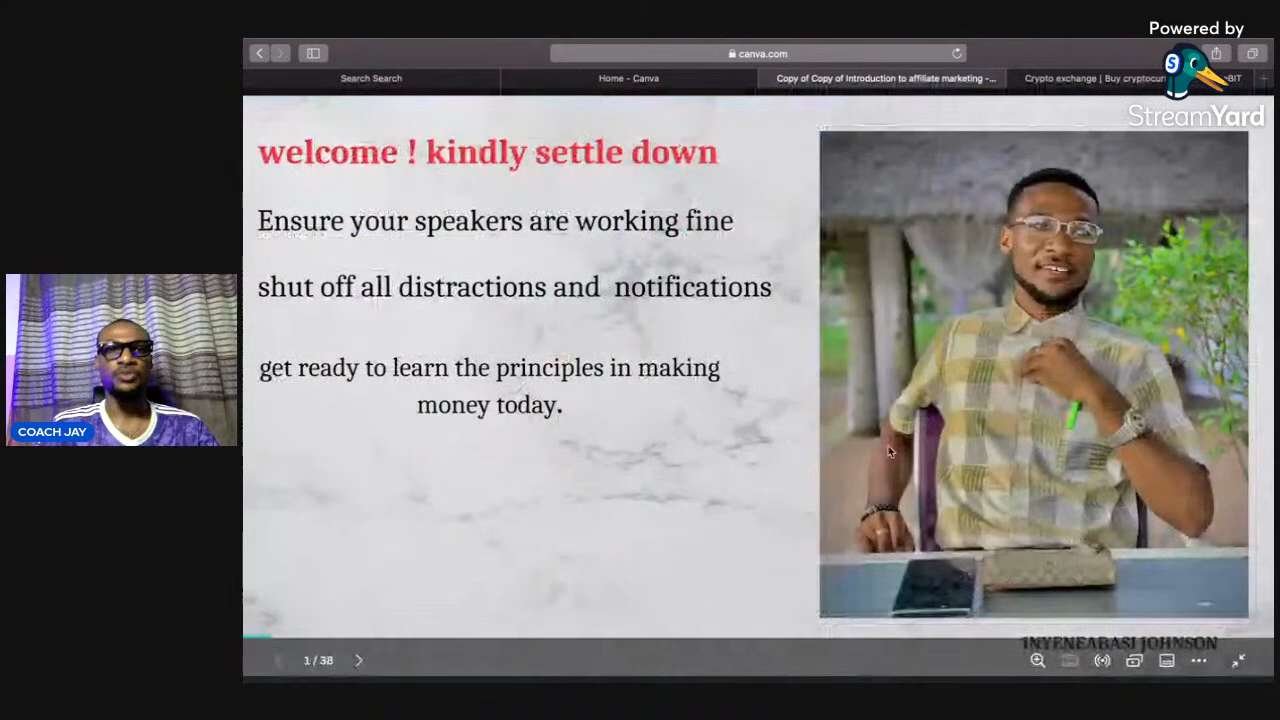 Powered by
StreamYard
canva.com
Search Search
Home - Canva
Copy of Copy of Introduction to affiliate marketing -...
Crypto exchange | Buy
welcome ! kindly settle down
Ensure your speakers are working fine
shut off all distractions and notifications
get ready to learn the principles in making
money today.
COACH JAY
INYENEABASI JOHNSON
1 / 38